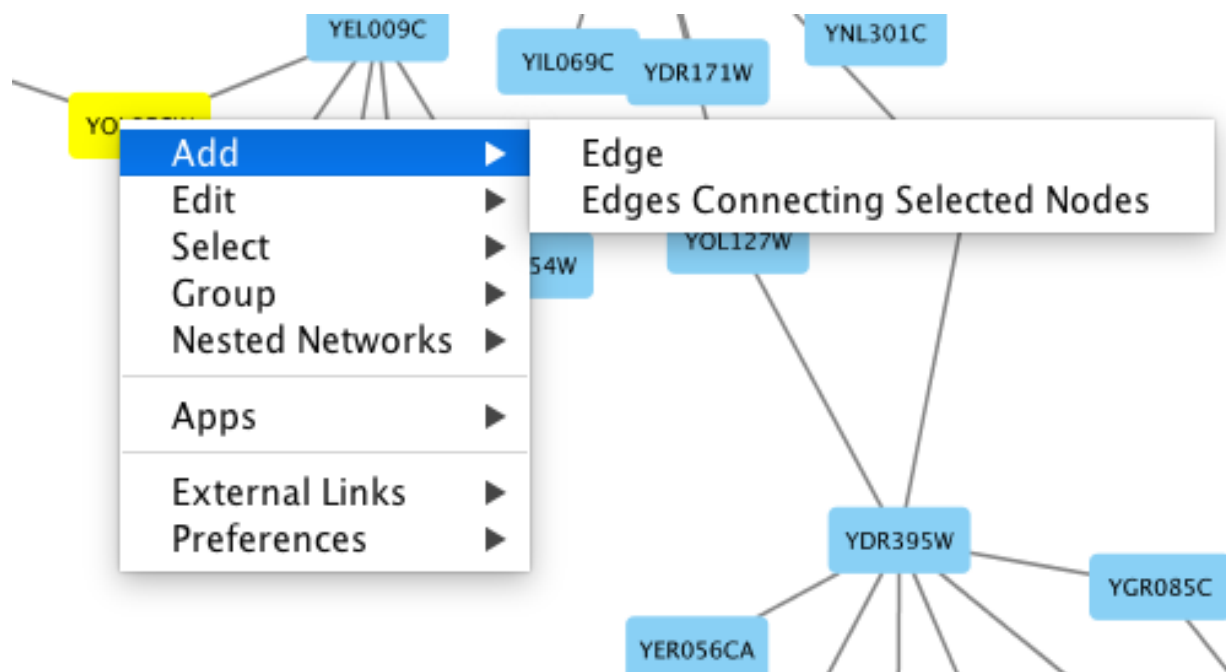 YEL009C
YNL301C
YIL069C
YDR171W
Add
Edge
Edit
Edges Connecting Selected Nodes
Select
YOL127W
54W
Group
Nested Networks
Apps
External Links
Preferences
YDR395W
YGR085C
YER056CA